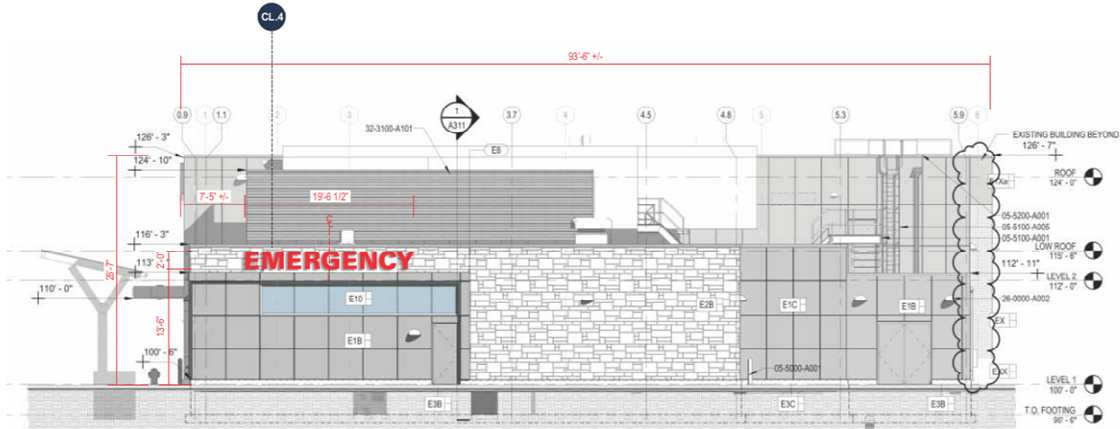 CL.4
93'-6" +/-
0.9
1
1.1
2
3
1
A311
3.7
4
4.5
4.8
5
5.3
5.9
6
32-3100-A101
E8
EXISTING BUILDING BEYOND
126' - 3"
126' - 7"
124' - 10"
ROOF
124' - 0"
7'-5" +/-
19'-6 1/2"
05-5200-A001
05-5100-A005
05-5100-A001
116' - 3"
LOW ROOF
115' - 6"
EMERGENCY
2'-0"
113'
112' - 11"
26'-7"
LEVEL 2
112' - 0"
110' - 0"
E10
E2B
E1C
E1B
26-0000-A002
EX
13'-6"
E1B
100' - 6"
05-5000-A001
EXX
LEVEL 1
100' - 0"
E3B
E3C
E3B
T.O. FOOTING
96' - 6"